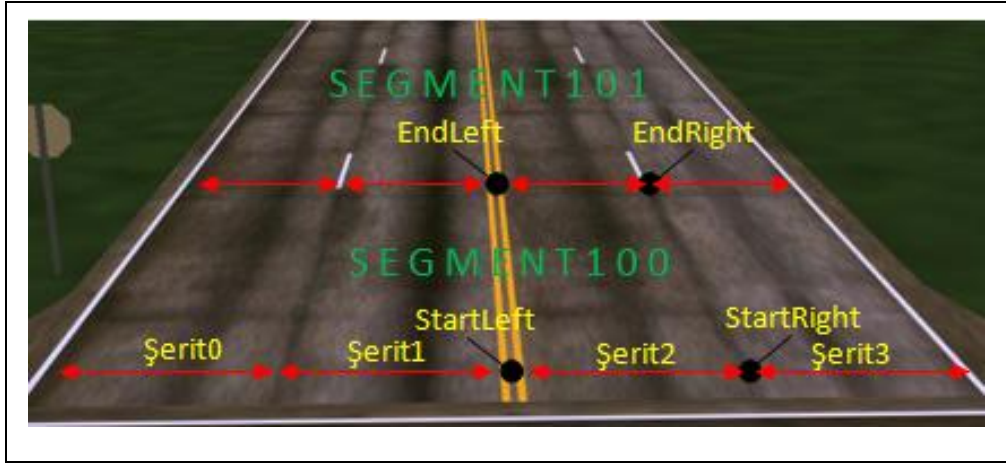 SEGMENT101
EndLeft EndRight
SEGMENT100
StartLeft StartRight
Şerit0 Şerit1 Şerit2 Şerit3